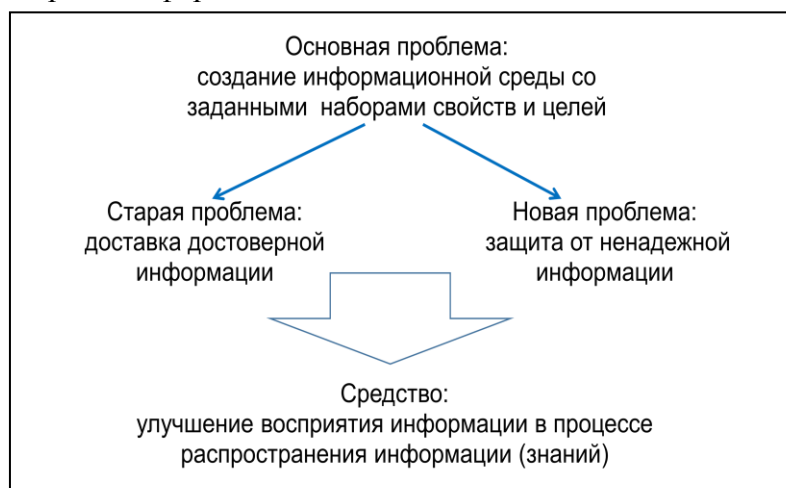 Основная проблема:
создание информационной среды со
заданными наборами свойств и целей
Старая проблема:
доставка достоверной
информации
Новая проблема:
защита от ненадежной
информации
Средство:
улучшение восприятия информации в процессе
распространения информации (знаний)